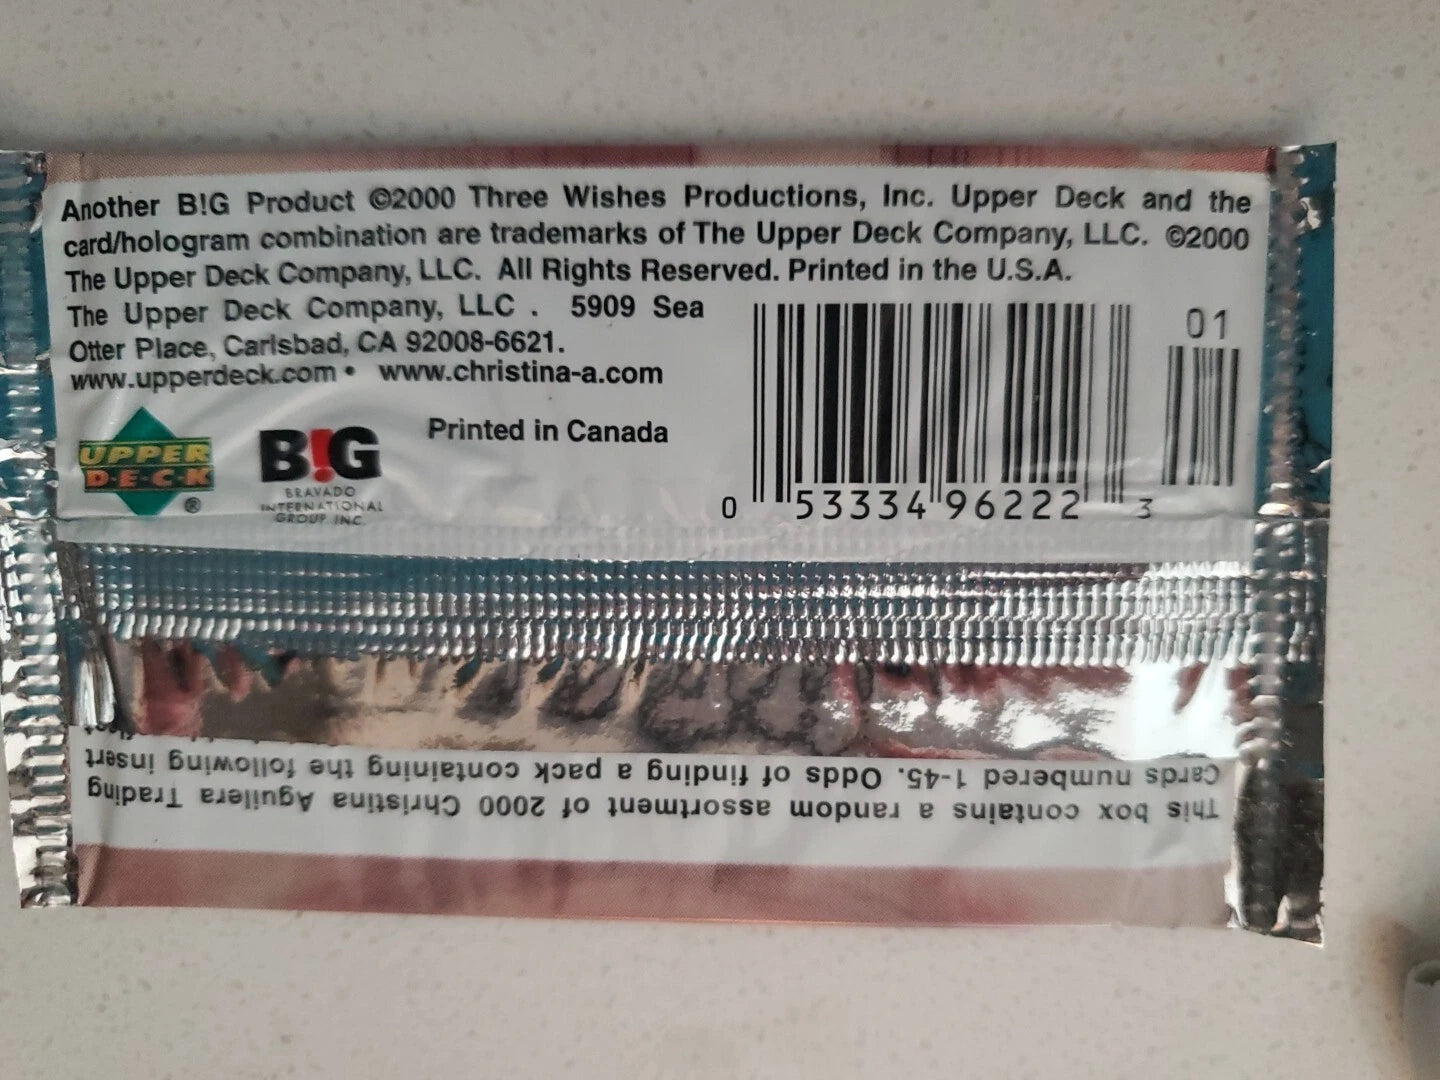 Another B!G Product ©2000 Three Wishes Productions, Inc. Upper Deck and the
card/hologram combination are trademarks of The Upper Deck Company, LLC. ©2000
The Upper Deck Company, LLC. All Rights Reserved. Printed in the U.S.A.
The Upper Deck Company, LLC . 5909 Sea
Otter Place, Carlsbad, CA 92008-6621.
www.upperdeck.com • www.christina-a.com
Printed in Canada
UPPER
D·E·C·K
®
B!G
BRAVADO
INTERNATIONAL
GROUP INC.
01
0 53334 96222 3
This box contains a random assortment of 2000 Christina Aguilera Trading
Cards numbered 1-45. Odds of finding a pack containing the following insert